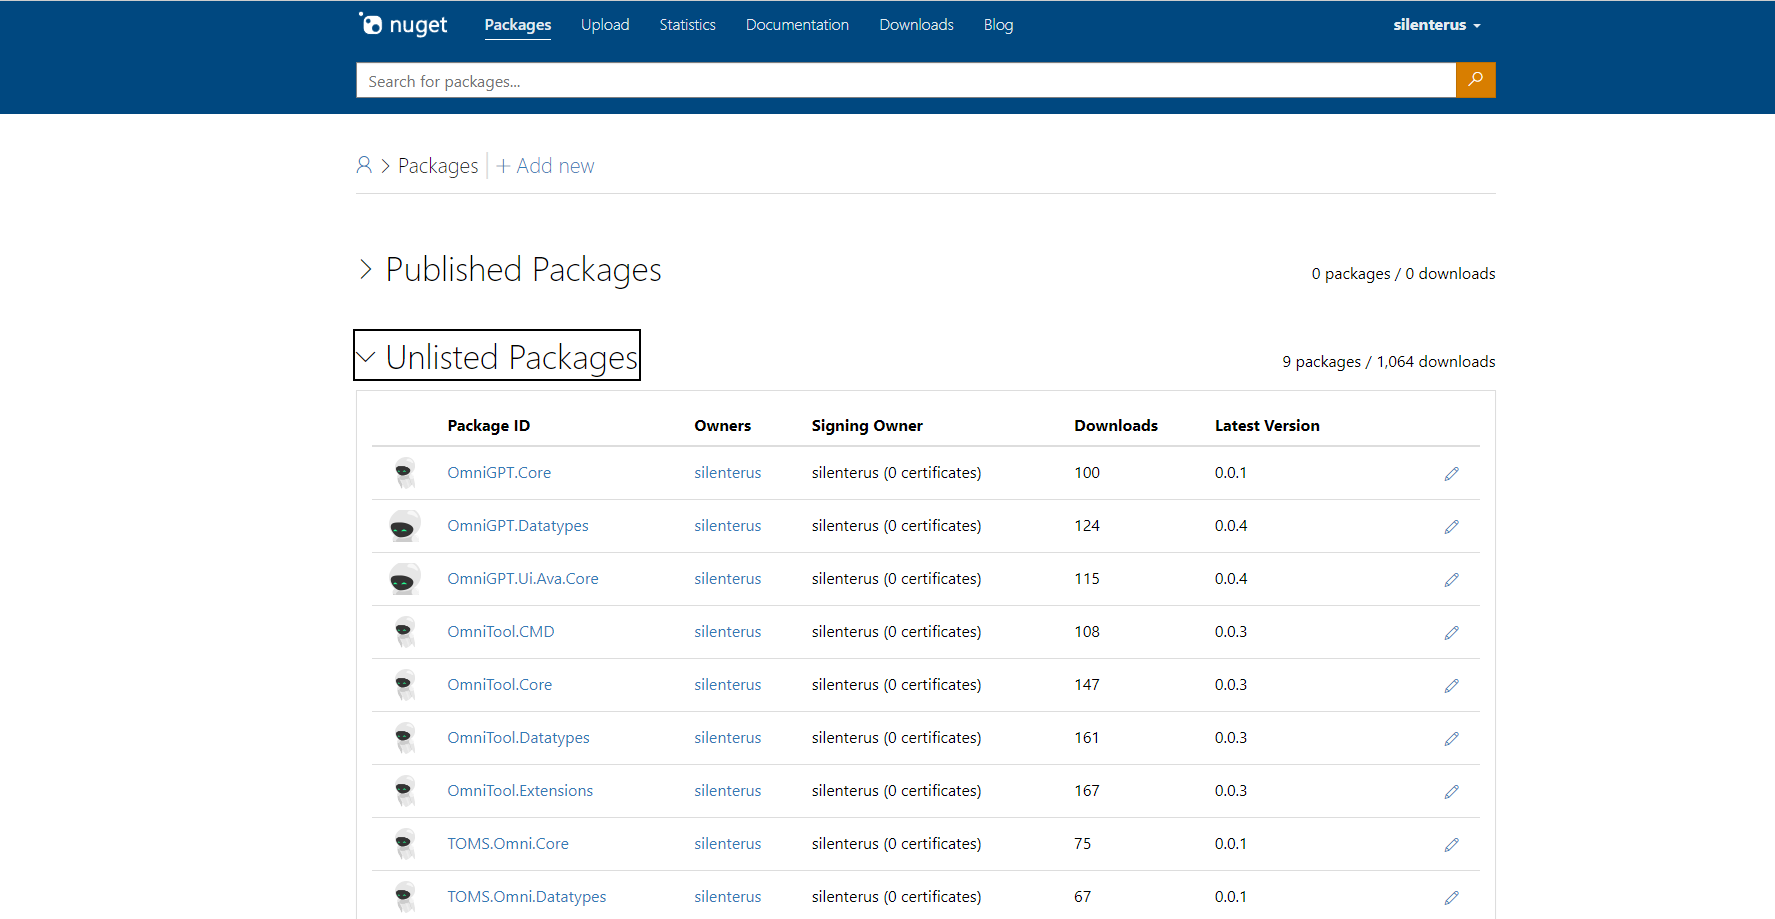 nuget Packages Upload Statistics Documentation Downloads Blog silenterus
Search for packages...
Packages + Add new
Published Packages 0 packages / 0 downloads
Unlisted Packages 9 packages / 1,064 downloads
Package ID Owners Signing Owner Downloads Latest Version
OmniGPT.Core silenterus silenterus (0 certificates) 100 0.0.1
OmniGPT.Datatypes silenterus silenterus (0 certificates) 124 0.0.4
OmniGPT.Ui.Ava.Core silenterus silenterus (0 certificates) 115 0.0.4
OmniTool.CMD silenterus silenterus (0 certificates) 108 0.0.3
OmniTool.Core silenterus silenterus (0 certificates) 147 0.0.3
OmniTool.Datatypes silenterus silenterus (0 certificates) 161 0.0.3
OmniTool.Extensions silenterus silenterus (0 certificates) 167 0.0.3
TOMS.Omni.Core silenterus silenterus (0 certificates) 75 0.0.1
TOMS.Omni.Datatypes silenterus silenterus (0 certificates) 67 0.0.1